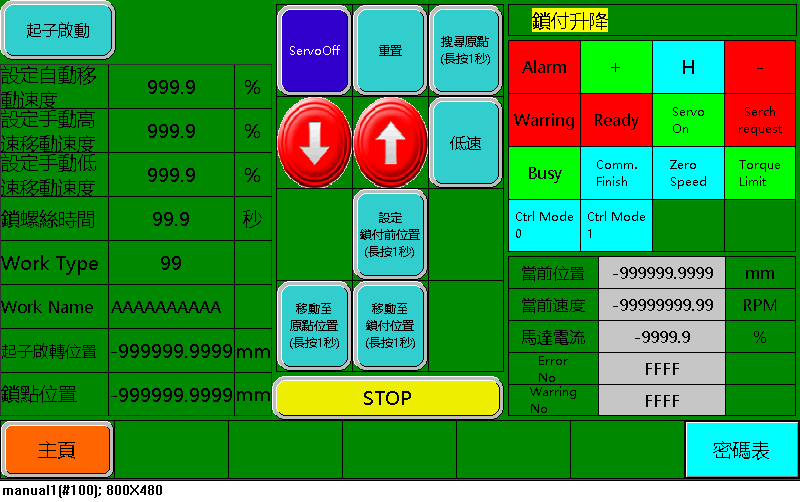 起子啟動
設定自動移
動速度
999.9
%
設定手動高
速移動速度
999.9
%
設定手動低
速移動速度
999.9
%
鎖螺絲時間
99.9
秒
Work Type
99
Work Name
AAAAAAAAAA
起子啟轉位置
-999999.9999
mm
鎖點位置
-999999.9999
mm
ServoOff
重置
搜尋原點
(長按1秒)
低速
設定
鎖付前位置
(長按1秒)
移動至
原點位置
(長按1秒)
移動至
鎖付位置
(長按1秒)
STOP
鎖付升降
Alarm
+
H
-
Warring
Ready
Servo
On
Serch
request
Busy
Comm.
Finish
Zero
Speed
Torque
Limit
Ctrl Mode
0
Ctrl Mode
1
當前位置
-999999.9999
mm
當前速度
-99999999.99
RPM
馬達電流
-9999.9
%
Error
No
FFFF
Warring
No
FFFF
主頁
密碼表
manual1(#100); 800X480